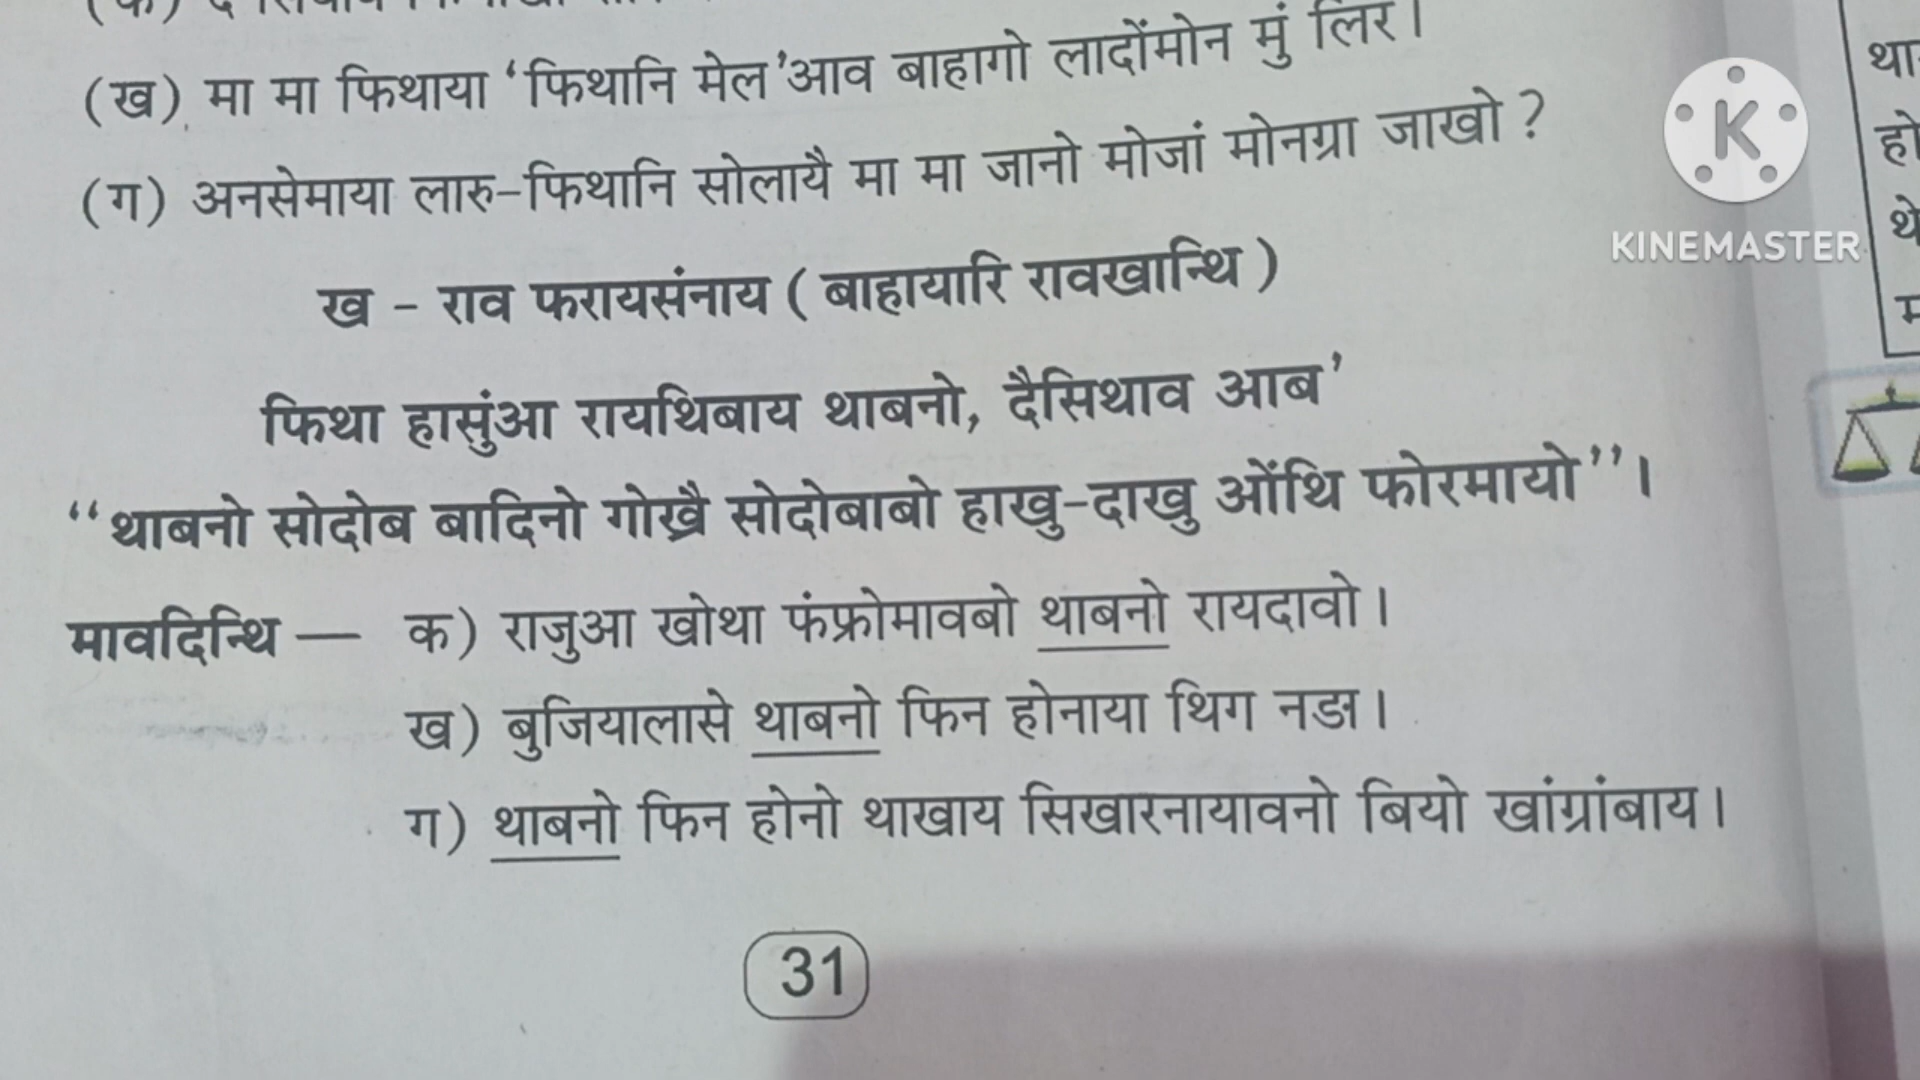 (ख) मा मा फिथाया ‘फिथानि मेल’आव बाहागो लादोंमोन मुं लिर।
(ग) अनसेमाया लारु-फिथानि सोलायै मा मा जानो मोजां मोनग्रा जाखो ?
ख - राव फरायसंनाय ( बाहायारि रावखान्थि )
फिथा हासुंआ रायथिबाय थाबनो, दैसिथाव आब’
“थाबनो सोदोब बादिनो गोख्रै सोदोबाबो हाखु-दाखु ओंथि फोरमायो”।
मावदिन्थि — क) राजुआ खोथा फंफ्रोमावबो थाबनो रायदावो।
ख) बुजियालासे थाबनो फिन होनाया थिग नङा।
ग) थाबनो फिन होनो थाखाय सिखारनायावनो बियो खांग्रांबाय।
31
K
KINEMASTER
था
हो
थे